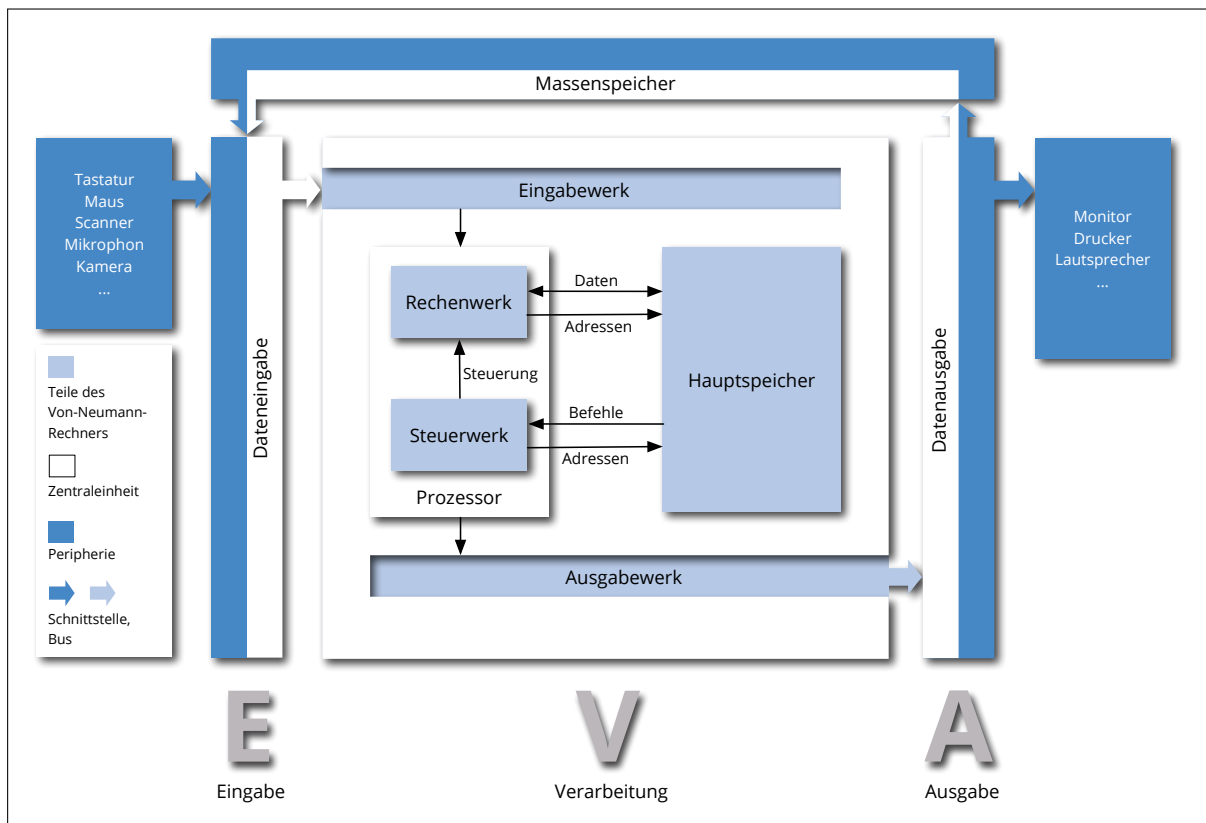 Massenspeicher
Tastatur
Maus
Scanner
Mikrophon
Kamera
...
Teile des
Von-Neumann-
Rechners
Zentraleinheit
Peripherie
Schnittstelle,
Bus
Dateneingabe
Eingabewerk
Rechenwerk
Daten
Adressen
Steuerung
Steuerwerk
Befehle
Adressen
Prozessor
Hauptspeicher
Ausgabewerk
Datenausgabe
Monitor
Drucker
Lautsprecher
...
E
Eingabe
V
Verarbeitung
A
Ausgabe